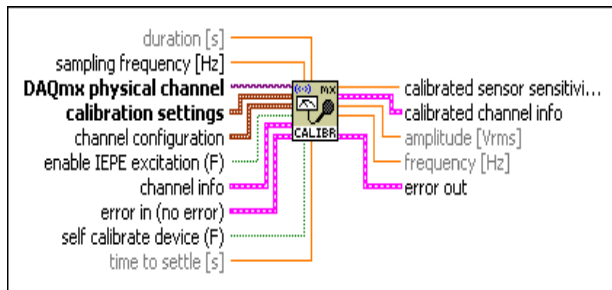 duration [s]
sampling frequency [Hz]
DAQmx physical channel
calibration settings
channel configuration
enable IEPE excitation (F)
channel info
error in (no error)
self calibrate device (F)
time to settle [s]
MX
CALIBR
calibrated sensor sensitivi...
calibrated channel info
amplitude [Vrms]
frequency [Hz]
error out